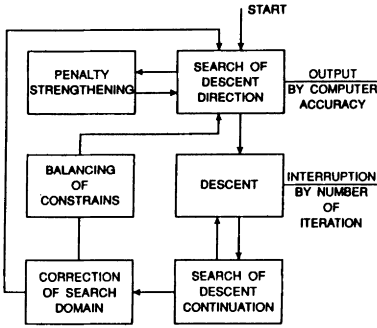 START
PENALTY
STRENGTHENING
SEARCH OF
DESCENT
DIRECTION
OUTPUT
BY COMPUTER
ACCURACY
BALANCING
OF
CONSTRAINS
DESCENT
INTERRUPTION
BY NUMBER
OF
ITERATION
CORRECTION
OF SEARCH
DOMAIN
SEARCH OF
DESCENT
CONTINUATION